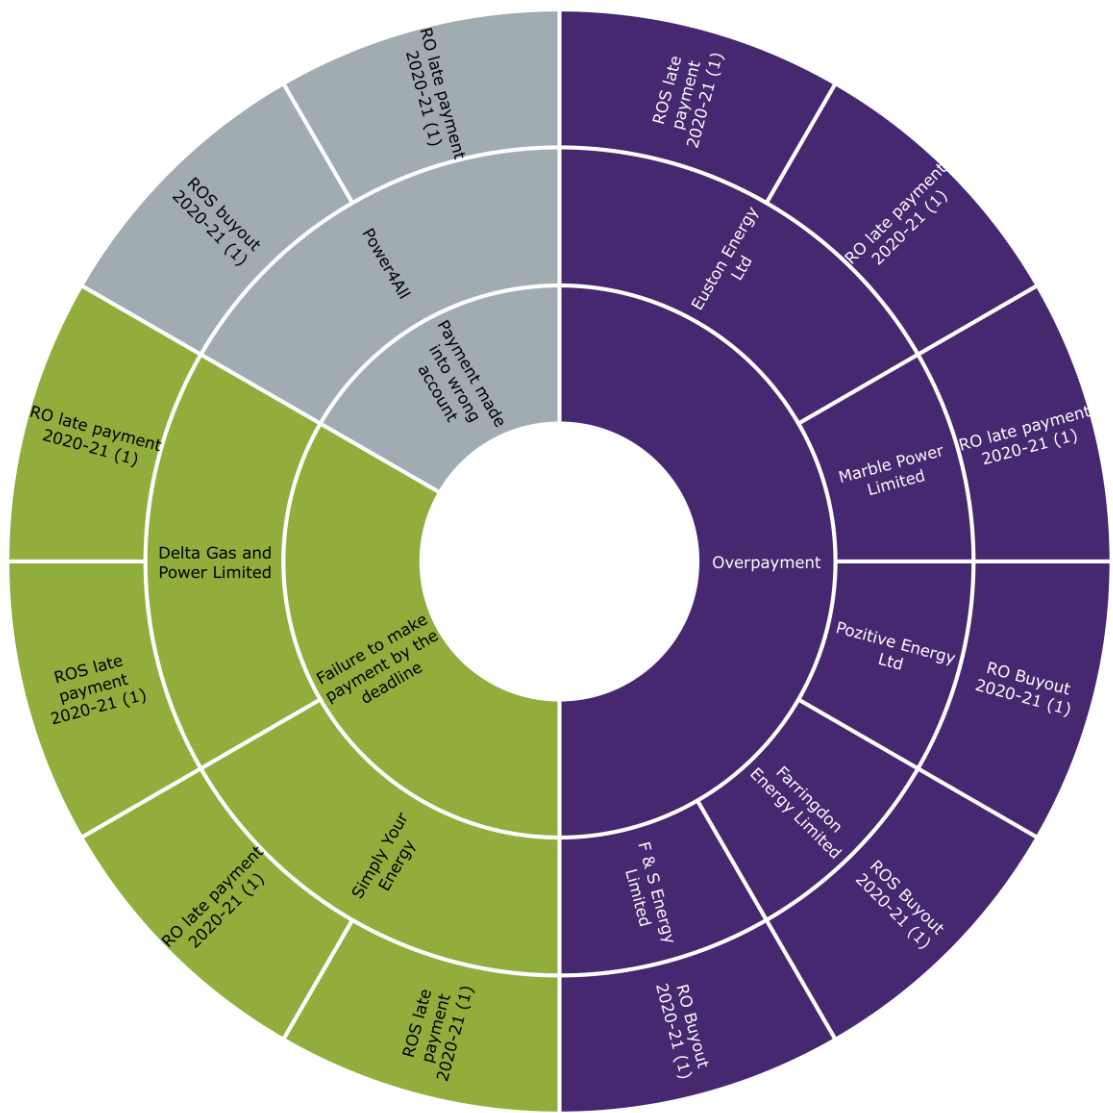 Overpayment
Euston Energy
Ltd
ROS late
payment
2020-21 (1)
RO late payment
2020-21 (1)
Marble Power
Limited
RO late payment
2020-21 (1)
Pozitive Energy
Ltd
RO Buyout
2020-21 (1)
Farringdon
Energy Limited
ROS Buyout
2020-21 (1)
F & S Energy
Limited
RO Buyout
2020-21 (1)
Failure to make
payment by the
deadline
Simply Your
Energy
ROS late
payment
2020-21 (1)
RO late payment
2020-21 (1)
Delta Gas and
Power Limited
ROS late
payment
2020-21 (1)
RO late payment
2020-21 (1)
Payment made
into wrong
account
Power4All
ROS buyout
2020-21 (1)
RO late payment
2020-21 (1)